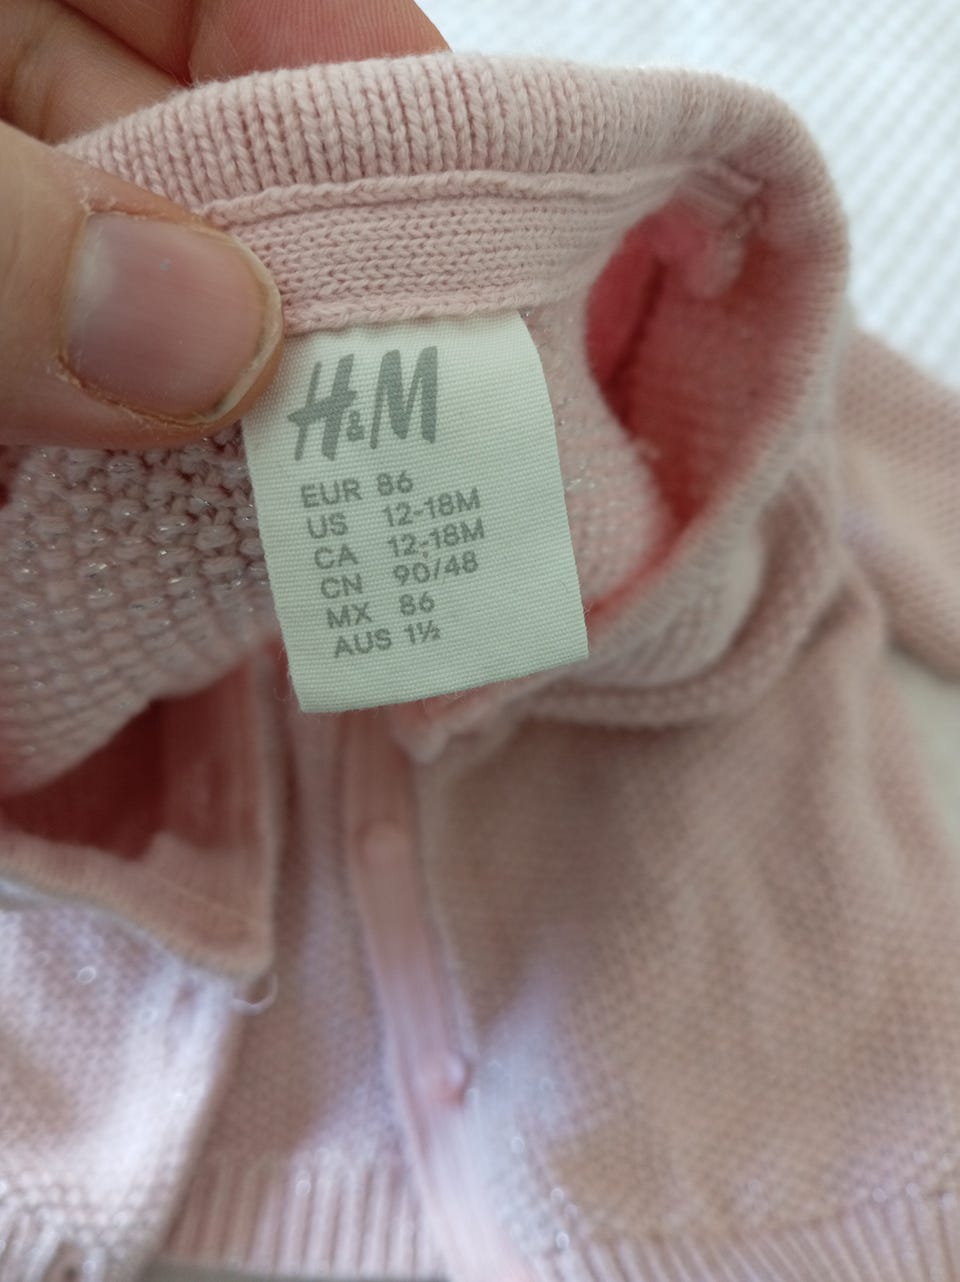 H&M
EUR 86
US 12-18M
CA 12-18M
CN 90/48
MX 86
AUS 1½